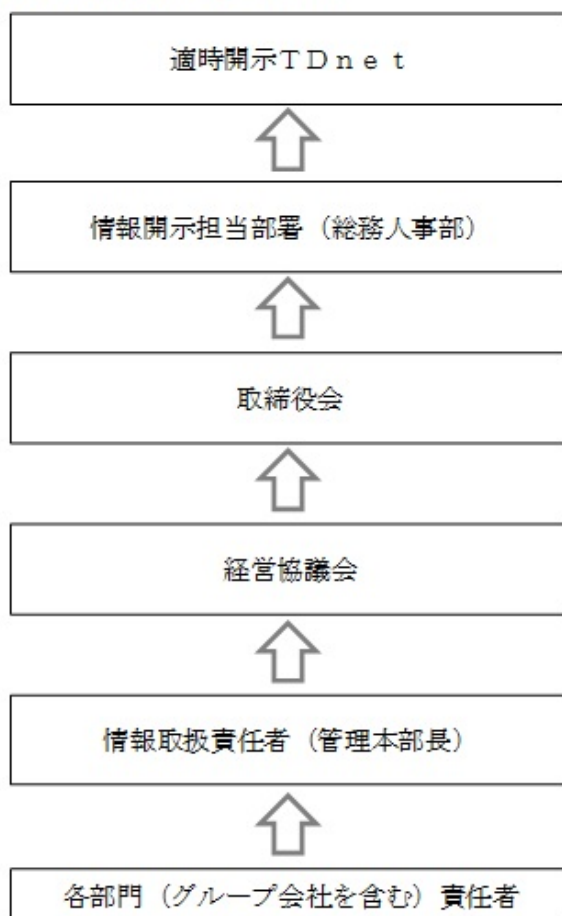 適時開示ＴＤｎｅｔ
情報開示担当部署（総務人事部）
取締役会
経営協議会
情報取扱責任者（管理本部長）
各部門（グループ会社を含む）責任者